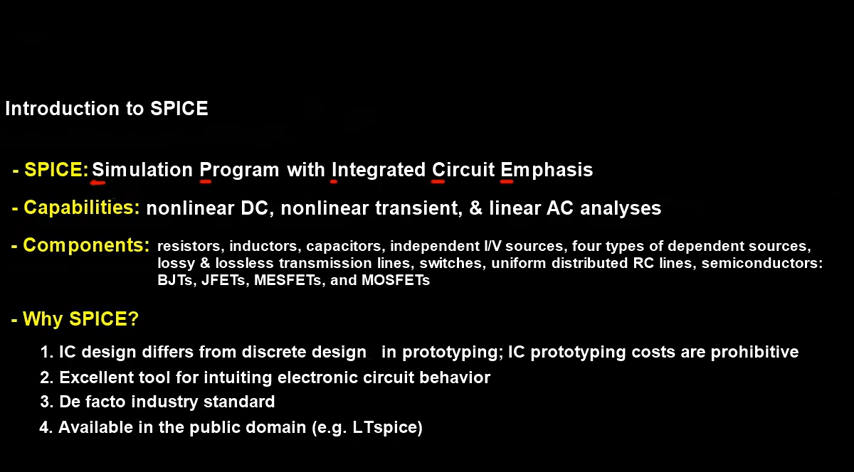 Introduction to SPICE
- SPICE: Simulation Program with Integrated Circuit Emphasis
- Capabilities: nonlinear DC, nonlinear transient, & linear AC analyses
- Components: resistors, inductors, capacitors, independent I/V sources, four types of dependent sources,
lossy & lossless transmission lines, switches, uniform distributed RC lines, semiconductors:
BJTs, JFETs, MESFETs, and MOSFETs
- Why SPICE?
1. IC design differs from discrete design in prototyping; IC prototyping costs are prohibitive
2. Excellent tool for intuiting electronic circuit behavior
3. De facto industry standard
4. Available in the public domain (e.g. LTspice)